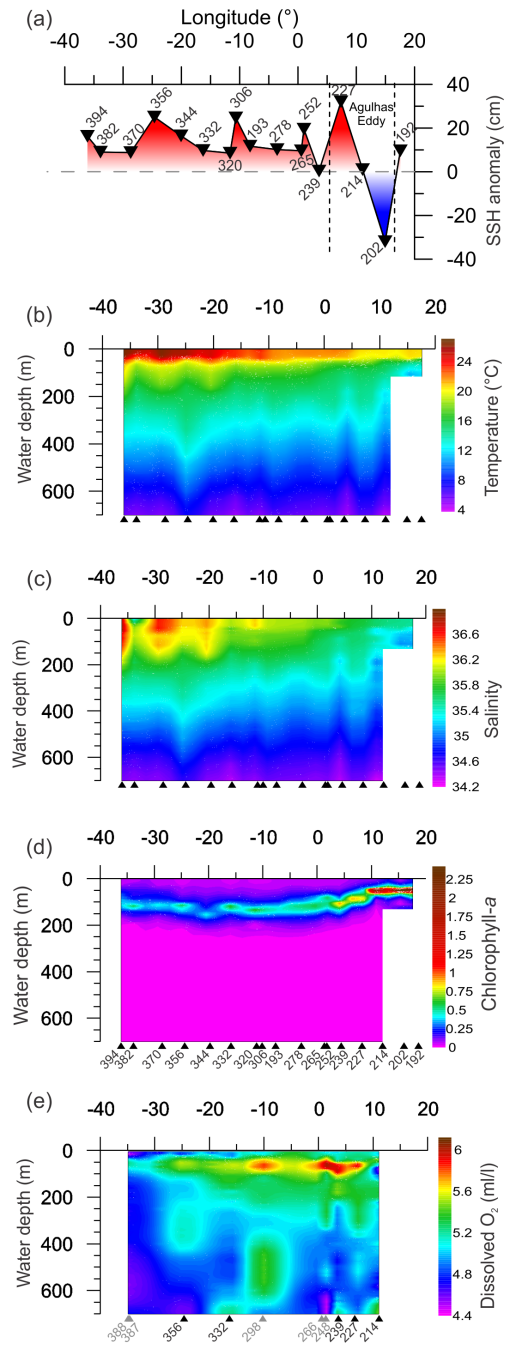 (a)
Longitude (°)
-40 -30 -20 -10 0 10 20
40
20
0
-20
-40
SSH anomaly (cm)
394
382
370
356
344
332
320
306
193
278
265
252
239
227
214
202
192
Agulhas
Eddy
(b)
-40 -30 -20 -10 0 10 20
0
200
400
600
Water depth (m)
24
20
16
12
8
4
Temperature (°C)
(c)
-40 -30 -20 -10 0 10 20
0
200
400
600
Water depth (m)
36.6
36.2
35.8
35.4
35
34.6
34.2
Salinity
(d)
-40 -30 -20 -10 0 10 20
0
200
400
600
Water depth (m)
2.25
2
1.75
1.5
1.25
1
0.75
0.5
0.25
0
Chlorophyll-a
394 382 370 356 344 332 320 306 193 278 265 252 239 227 214 202 192
(e)
-40 -30 -20 -10 0 10 20
0
200
400
600
Water depth (m)
6
5.6
5.2
4.8
4.4
Dissolved O₂ (ml/l)
388 387 356 332 298 266 248 239 227 214